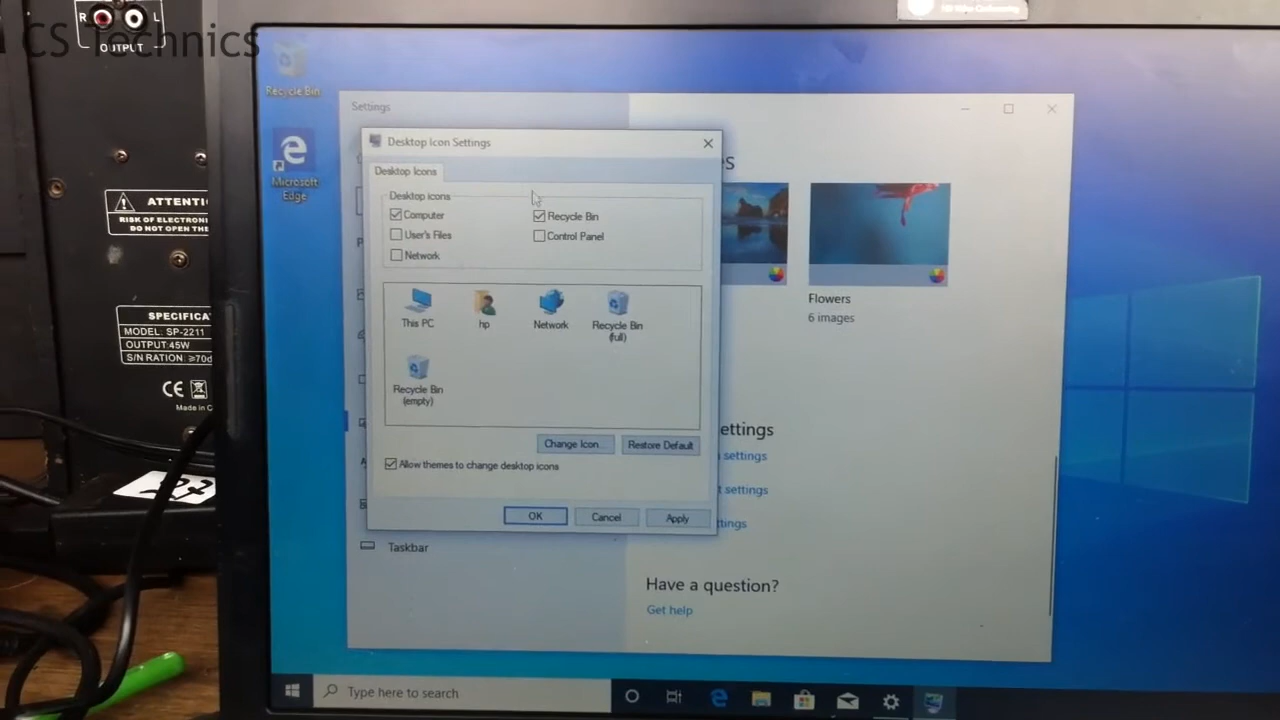 CS Technics
R
L
OUTPUT
ATTENTI
RISK OF ELECTRONI
DO NOT OPEN THE
SPECIFICA
MODEL: SP-2211
OUTPUT:45W
S/N RATION: ≥70d
CE
Made in C
Recycle Bin
Microsoft
Edge
Settings
Desktop Icon Settings
Desktop Icons
Desktop icons
Computer
Recycle Bin
User's Files
Control Panel
Network
This PC
hp
Network
Recycle Bin
(full)
Recycle Bin
(empty)
Change Icon...
Restore Default
Allow themes to change desktop icons
OK
Cancel
Apply
es
Flowers
6 images
ettings
settings
t settings
ttings
Taskbar
Have a question?
Get help
Type here to search